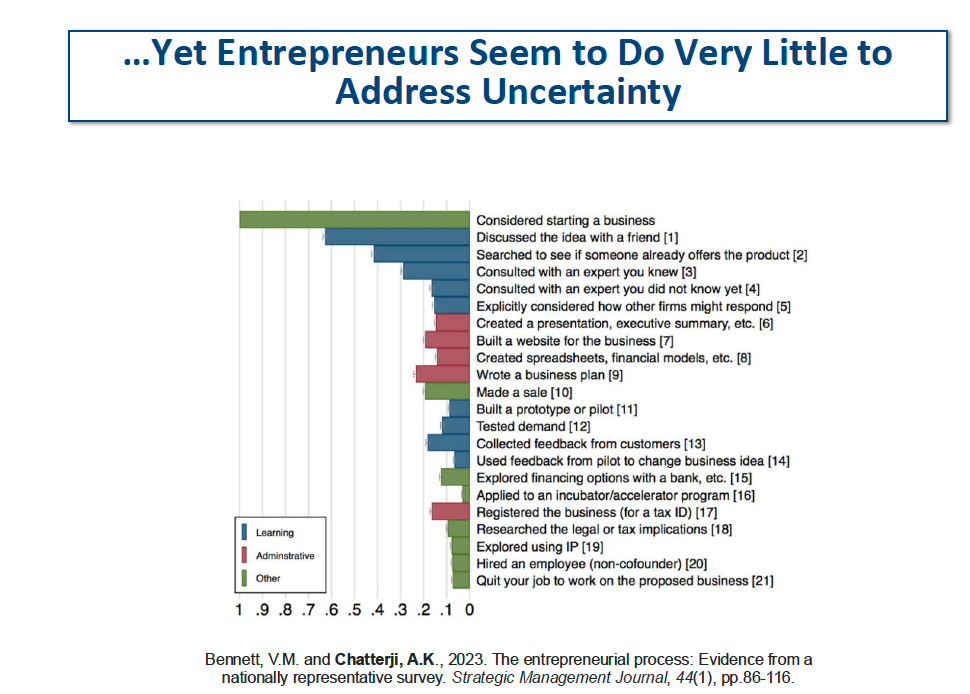 …Yet Entrepreneurs Seem to Do Very Little to
Address Uncertainty
Considered starting a business
Discussed the idea with a friend [1]
Searched to see if someone already offers the product [2]
Consulted with an expert you knew [3]
Consulted with an expert you did not know yet [4]
Explicitly considered how other firms might respond [5]
Created a presentation, executive summary, etc. [6]
Built a website for the business [7]
Created spreadsheets, financial models, etc. [8]
Wrote a business plan [9]
Made a sale [10]
Built a prototype or pilot [11]
Tested demand [12]
Collected feedback from customers [13]
Used feedback from pilot to change business idea [14]
Explored financing options with a bank, etc. [15]
Applied to an incubator/accelerator program [16]
Registered the business (for a tax ID) [17]
Researched the legal or tax implications [18]
Explored using IP [19]
Hired an employee (non-cofounder) [20]
Quit your job to work on the proposed business [21]
Learning
Adminstrative
Other
1 .9 .8 .7 .6 .5 .4 .3 .2 .1 0
Bennett, V.M. and Chatterji, A.K., 2023. The entrepreneurial process: Evidence from a
nationally representative survey. Strategic Management Journal, 44(1), pp.86-116.